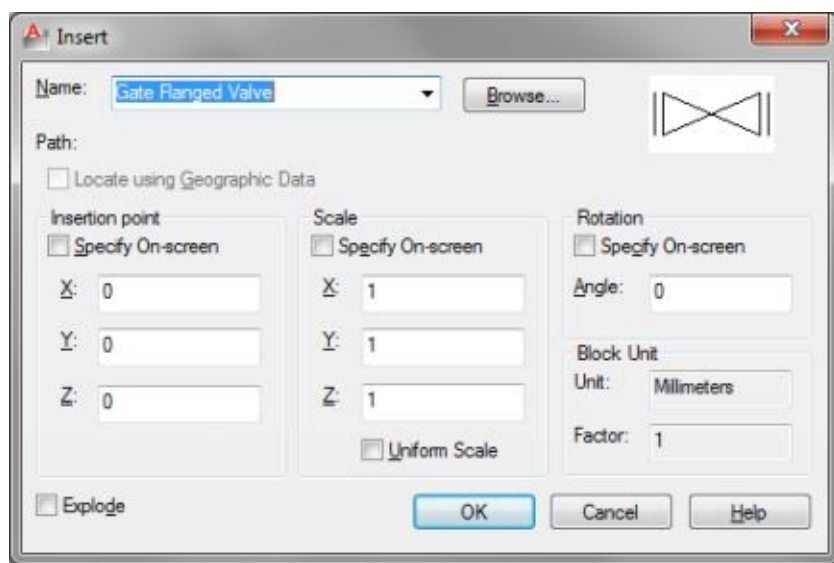 Insert
Name: Gate Flanged Valve Browse...
Path:
Locate using Geographic Data
Insertion point
Specify On-screen
X: 0
Y: 0
Z: 0
Scale
Specify On-screen
X: 1
Y: 1
Z: 1
Uniform Scale
Rotation
Specify On-screen
Angle: 0
Block Unit
Unit: Millimeters
Factor: 1
Explode
OK Cancel Help